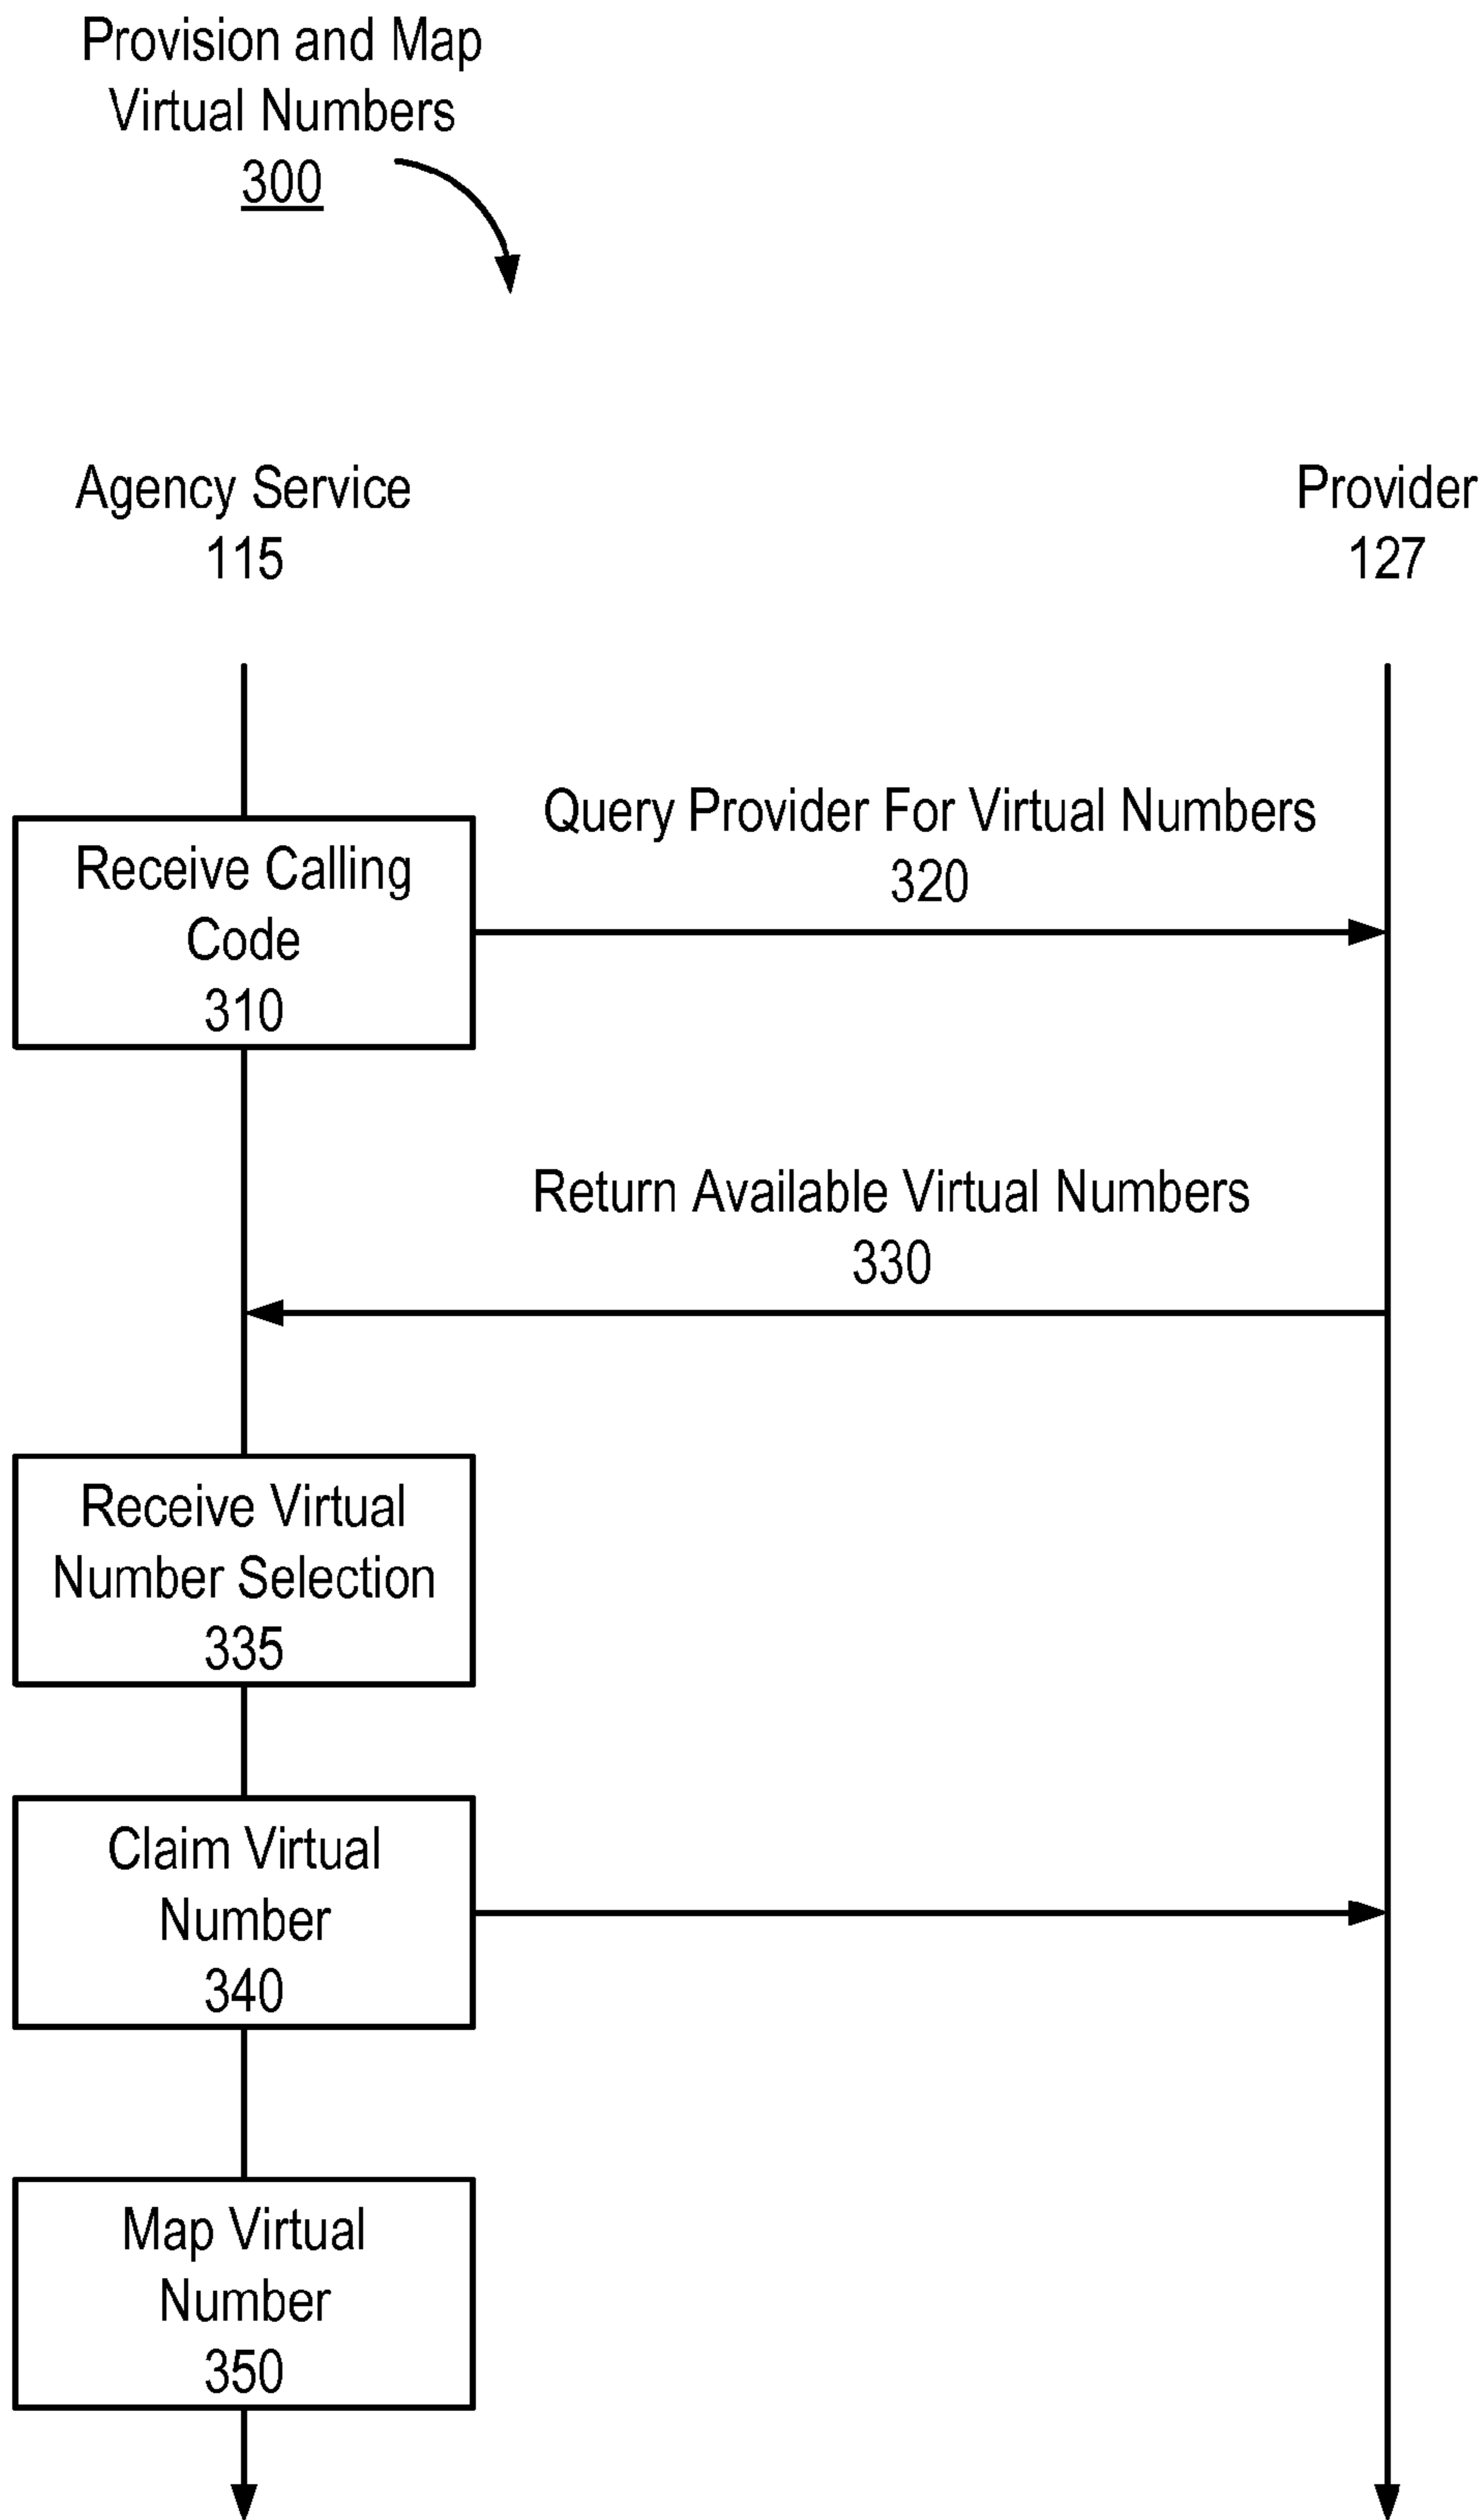 Provision and Map
Virtual Numbers
300
Agency Service
115
Provider
127
Query Provider For Virtual Numbers
320
Receive Calling
Code
310
Return Available Virtual Numbers
330
Receive Virtual
Number Selection
335
Claim Virtual
Number
340
Map Virtual
Number
350